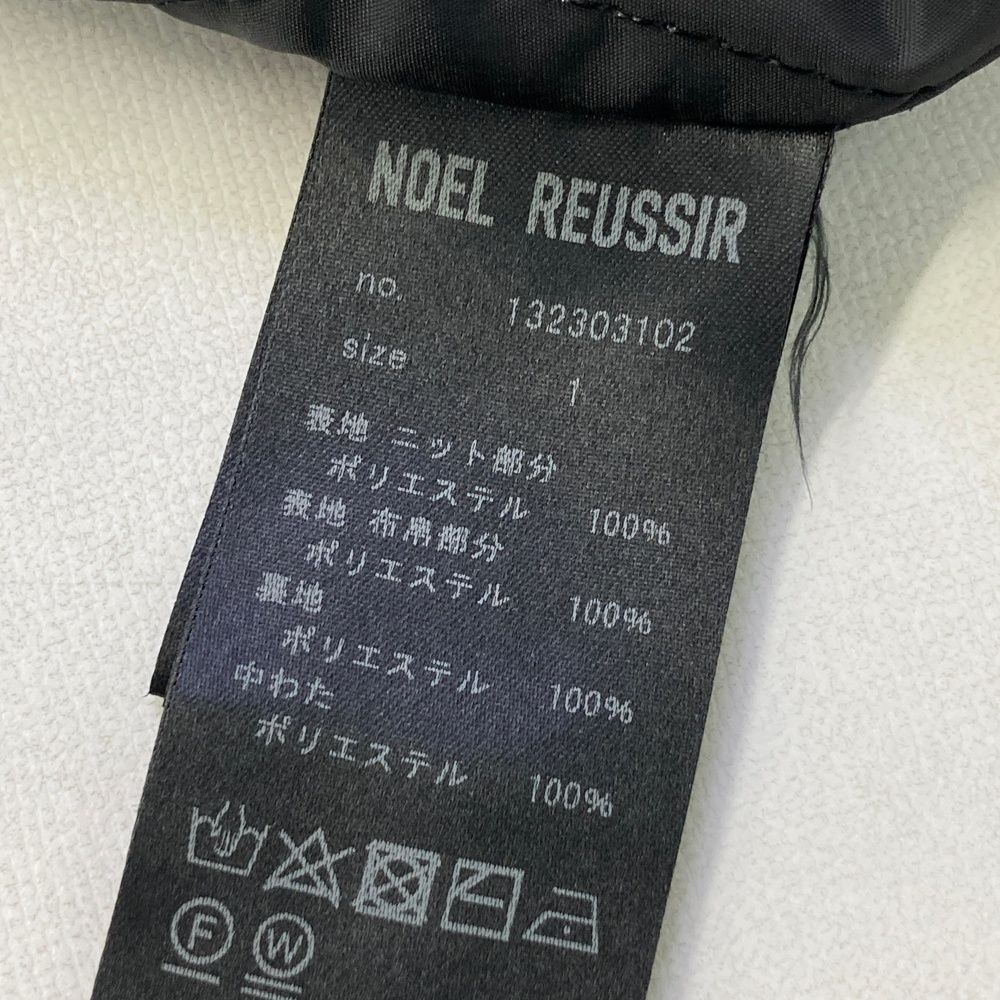 NOEL REUSSIR
no. 132303102
size 1
表地 ニット部分
ポリエステル 100%
表地 布帛部分
ポリエステル 100%
裏地
ポリエステル 100%
中わた
ポリエステル 100%
F W